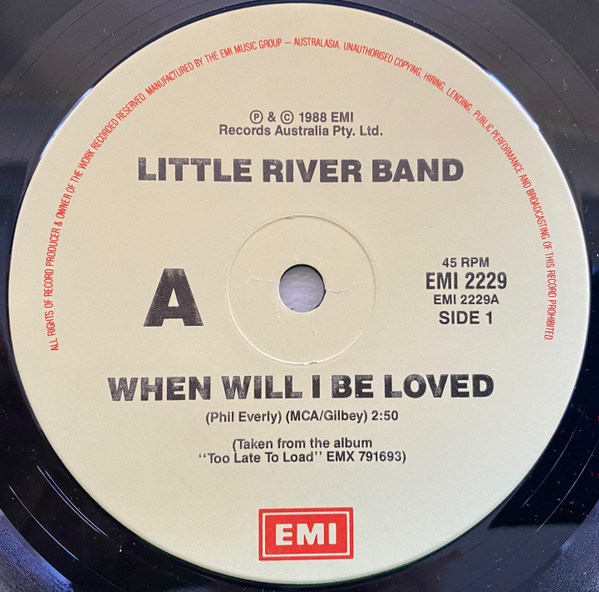 ALL RIGHTS OF RECORD PRODUCER & OWNER OF THE WORK RECORDED RESERVED. MANUFACTURED BY THE EMI MUSIC GROUP — AUSTRALASIA. UNAUTHORISED COPYING, HIRING, LENDING, PUBLIC PERFORMANCE AND BROADCASTING OF THIS RECORD PROHIBITED
Ⓟ & © 1988 EMI
Records Australia Pty. Ltd.
LITTLE RIVER BAND
A
45 RPM
EMI 2229
EMI 2229A
SIDE 1
WHEN WILL I BE LOVED
(Phil Everly) (MCA/Gilbey) 2:50
(Taken from the album
"Too Late To Load" EMX 791693)
EMI